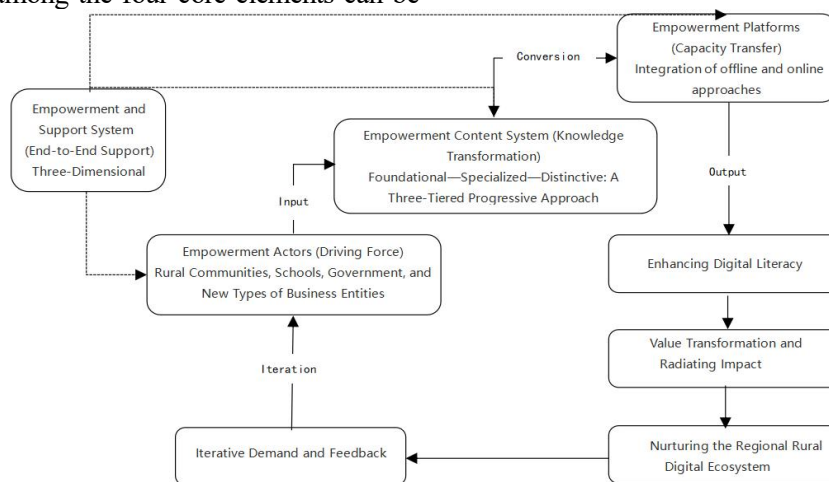 among the four core elements can be
Empowerment Platforms
(Capacity Transfer)
Integration of offline and online
approaches
Conversion
Empowerment and
Support System
(End-to-End Support)
Three-Dimensional
Empowerment Content System (Knowledge
Transformation)
Foundational—Specialized—Distinctive: A
Three-Tiered Progressive Approach
Input
Output
Empowerment Actors (Driving Force)
Rural Communities, Schools, Government, and
New Types of Business Entities
Enhancing Digital Literacy
Value Transformation and
Radiating Impact
Iteration
Iterative Demand and Feedback
Nurturing the Regional Rural
Digital Ecosystem